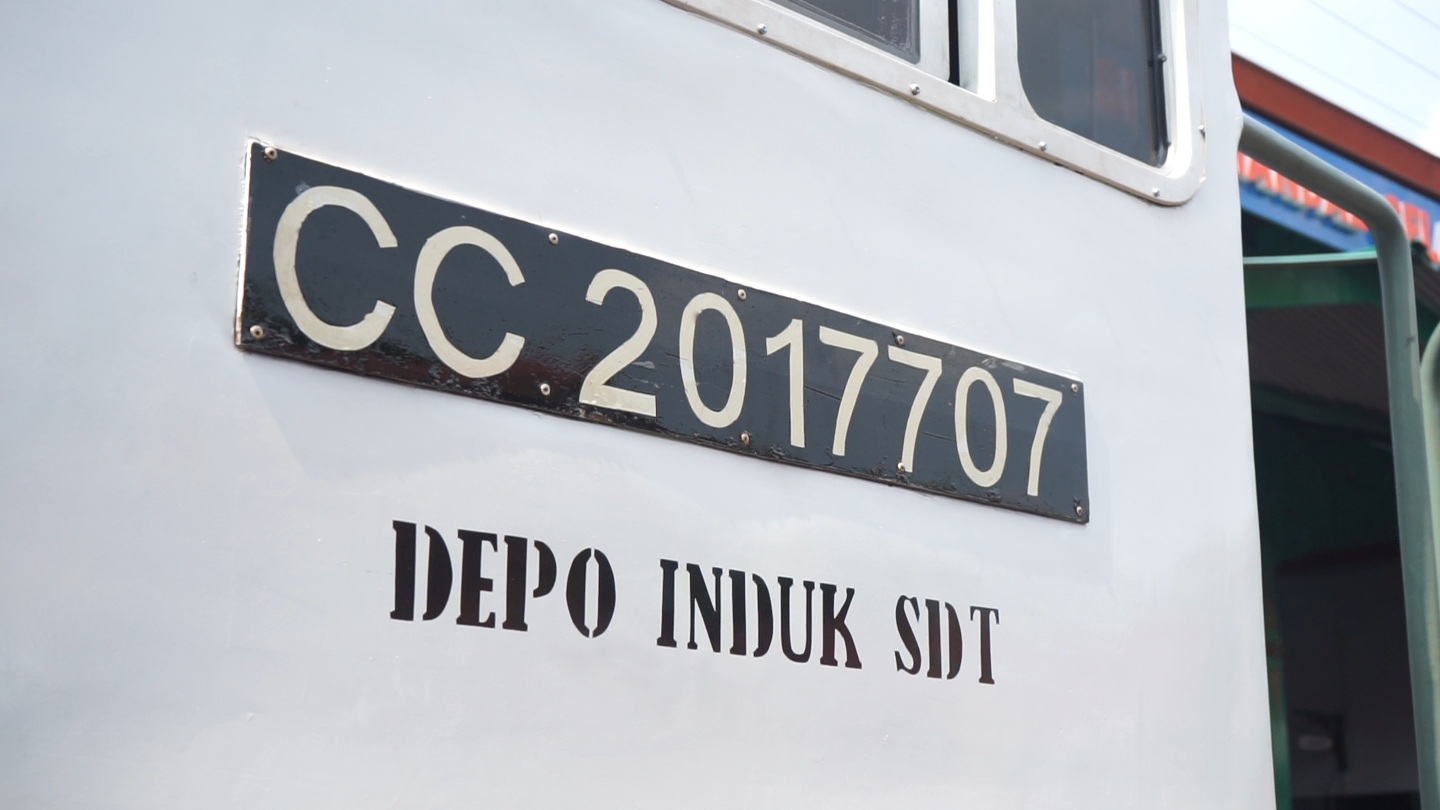 CC 2017707
DEPO INDUK SDT